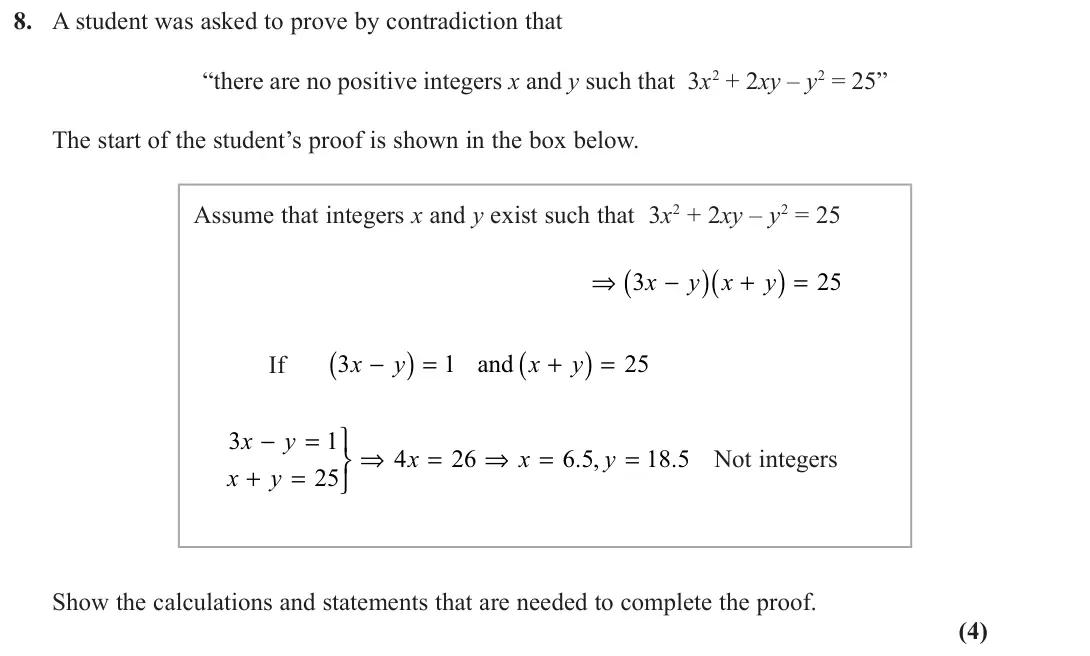 8. A student was asked to prove by contradiction that
“there are no positive integers x and y such that 3x² + 2xy – y² = 25”
The start of the student’s proof is shown in the box below.
Assume that integers x and y exist such that 3x² + 2xy – y² = 25
⇒ (3x − y)(x + y) = 25
If (3x − y) = 1 and (x + y) = 25
3x − y = 1
x + y = 25} ⇒ 4x = 26 ⇒ x = 6.5, y = 18.5 Not integers
Show the calculations and statements that are needed to complete the proof.
(4)